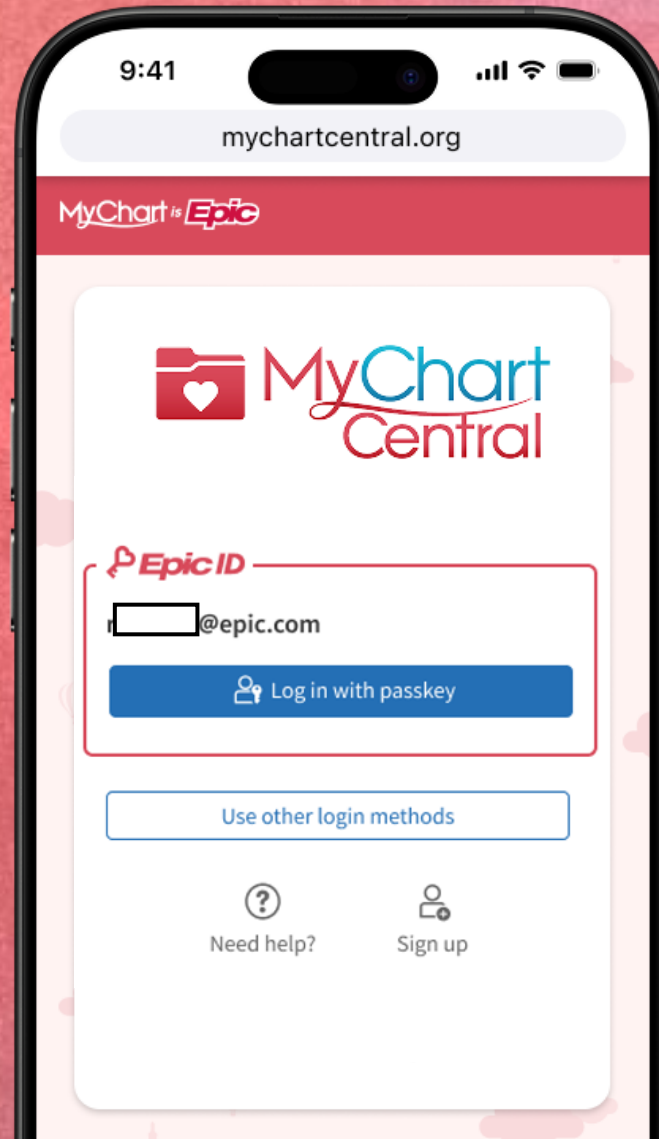 9:41
mychartcentral.org
MyChart is Epic
MyChart
Central
Epic ID
r @epic.com
Log in with passkey
Use other login methods
Need help?
Sign up